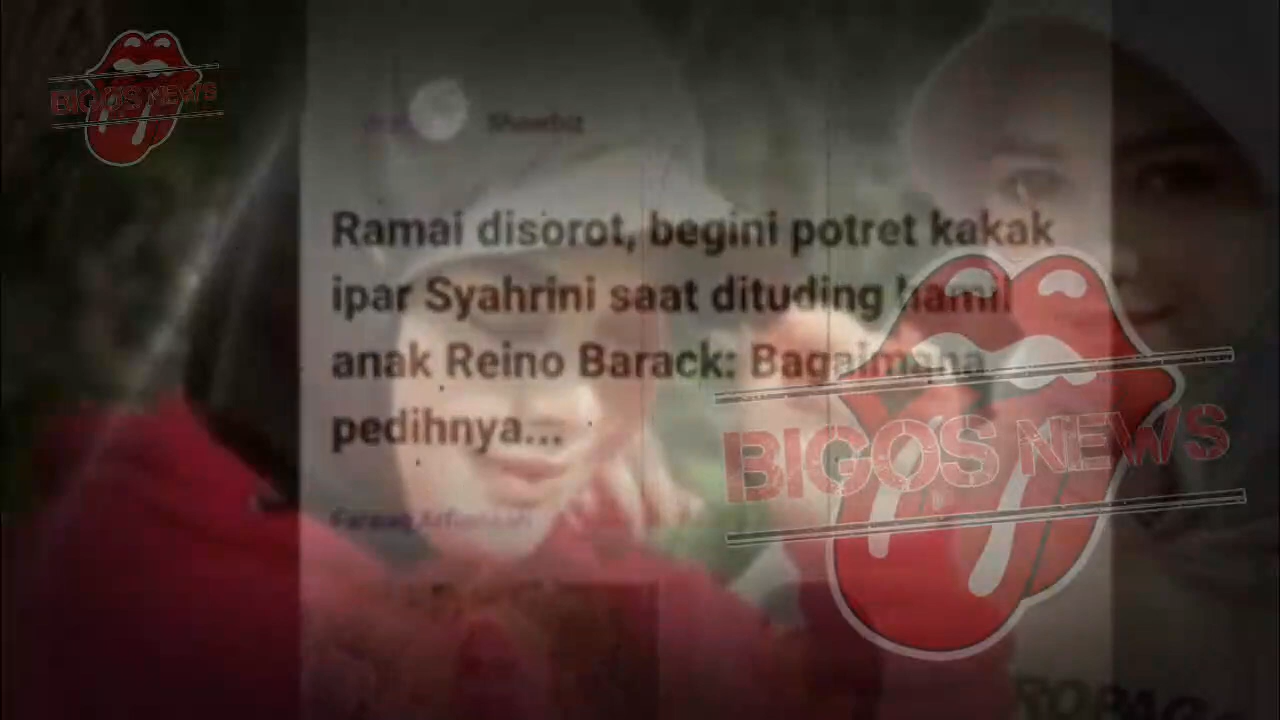 BIGOS NEWS
Showbiz
Ramai disorot, begini potret kakak
ipar Syahrini saat dituding hamil
anak Reino Barack: Bagaimana
pedihnya...
BIGOS NEWS